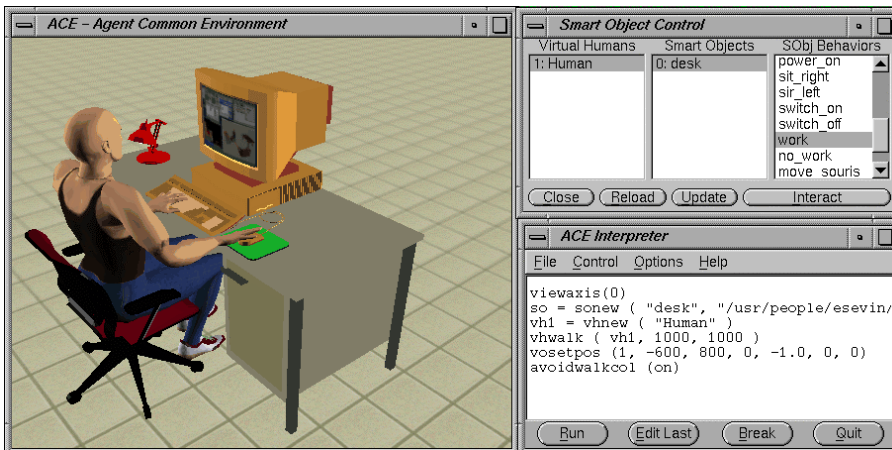 ACE – Agent Common Environment
Smart Object Control
Virtual Humans Smart Objects SObj Behaviors
1: Human
0: desk
power_on
sit_right
sir_left
switch_on
switch_off
work
no_work
move_souris
Close Reload Update Interact
ACE Interpreter
File Control Options Help
viewaxis(0)
so = sonew ( "desk", "/usr/people/esevin/
vh1 = vhnew ( "Human" )
vhwalk ( vh1, 1000, 1000 )
vosetpos (1, -600, 800, 0, -1.0, 0, 0)
avoidwalkcol (on)
Run Edit Last Break Quit